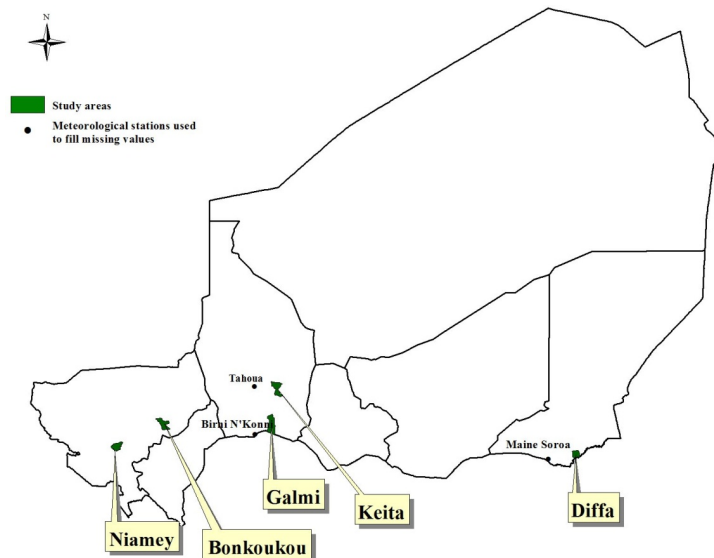 N
Study areas
Meteorological stations used
to fill missing values
Tahoua
Birni N'Konni
Maine Soroa
Galmi
Keita
Diffa
Niamey
Bonkoukou